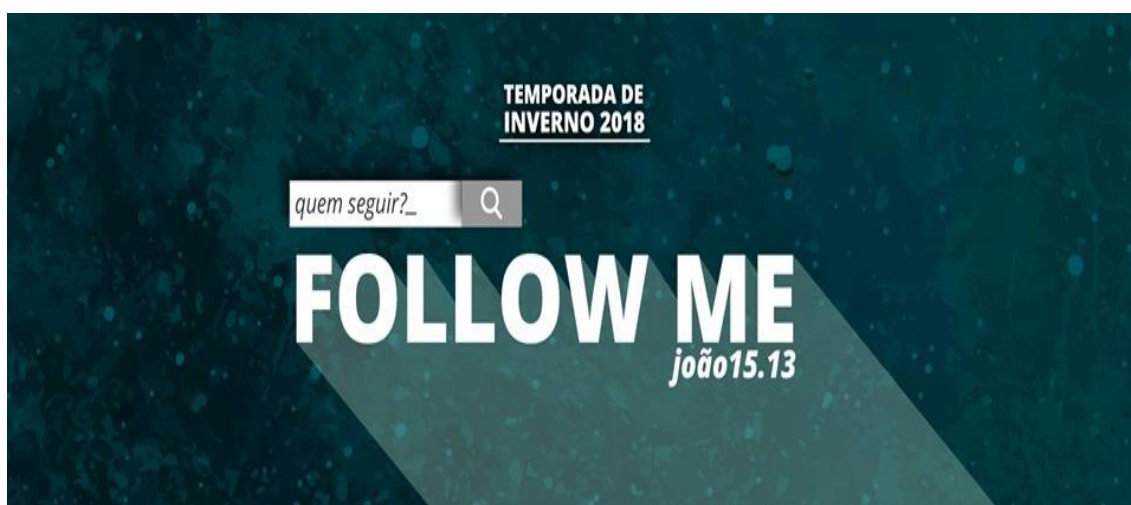 TEMPORADA DE
INVERNO 2018
quem seguir?_
FOLLOW ME
joão15.13